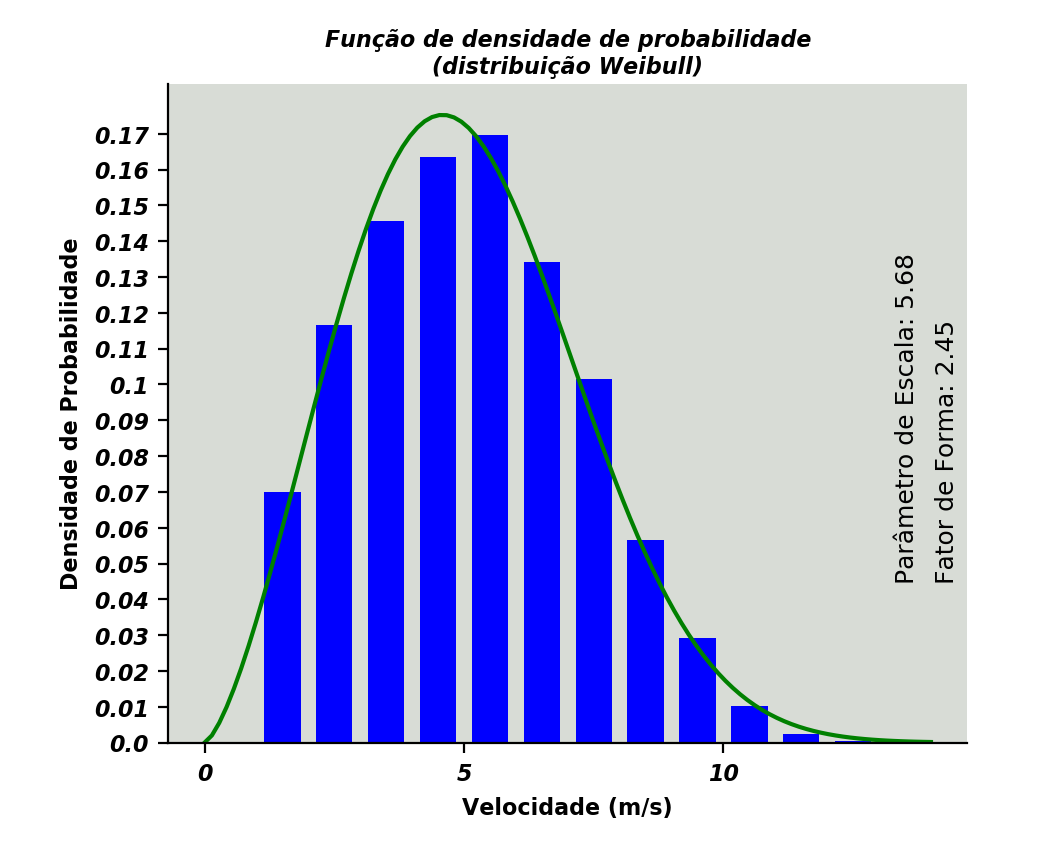 Função de densidade de probabilidade
(distribuição Weibull)
Densidade de Probabilidade
0.17
0.16
0.15
0.14
0.13
0.12
0.11
0.1
0.09
0.08
0.07
0.06
0.05
0.04
0.03
0.02
0.01
0.0
Parâmetro de Escala: 5.68
Fator de Forma: 2.45
0 5 10
Velocidade (m/s)